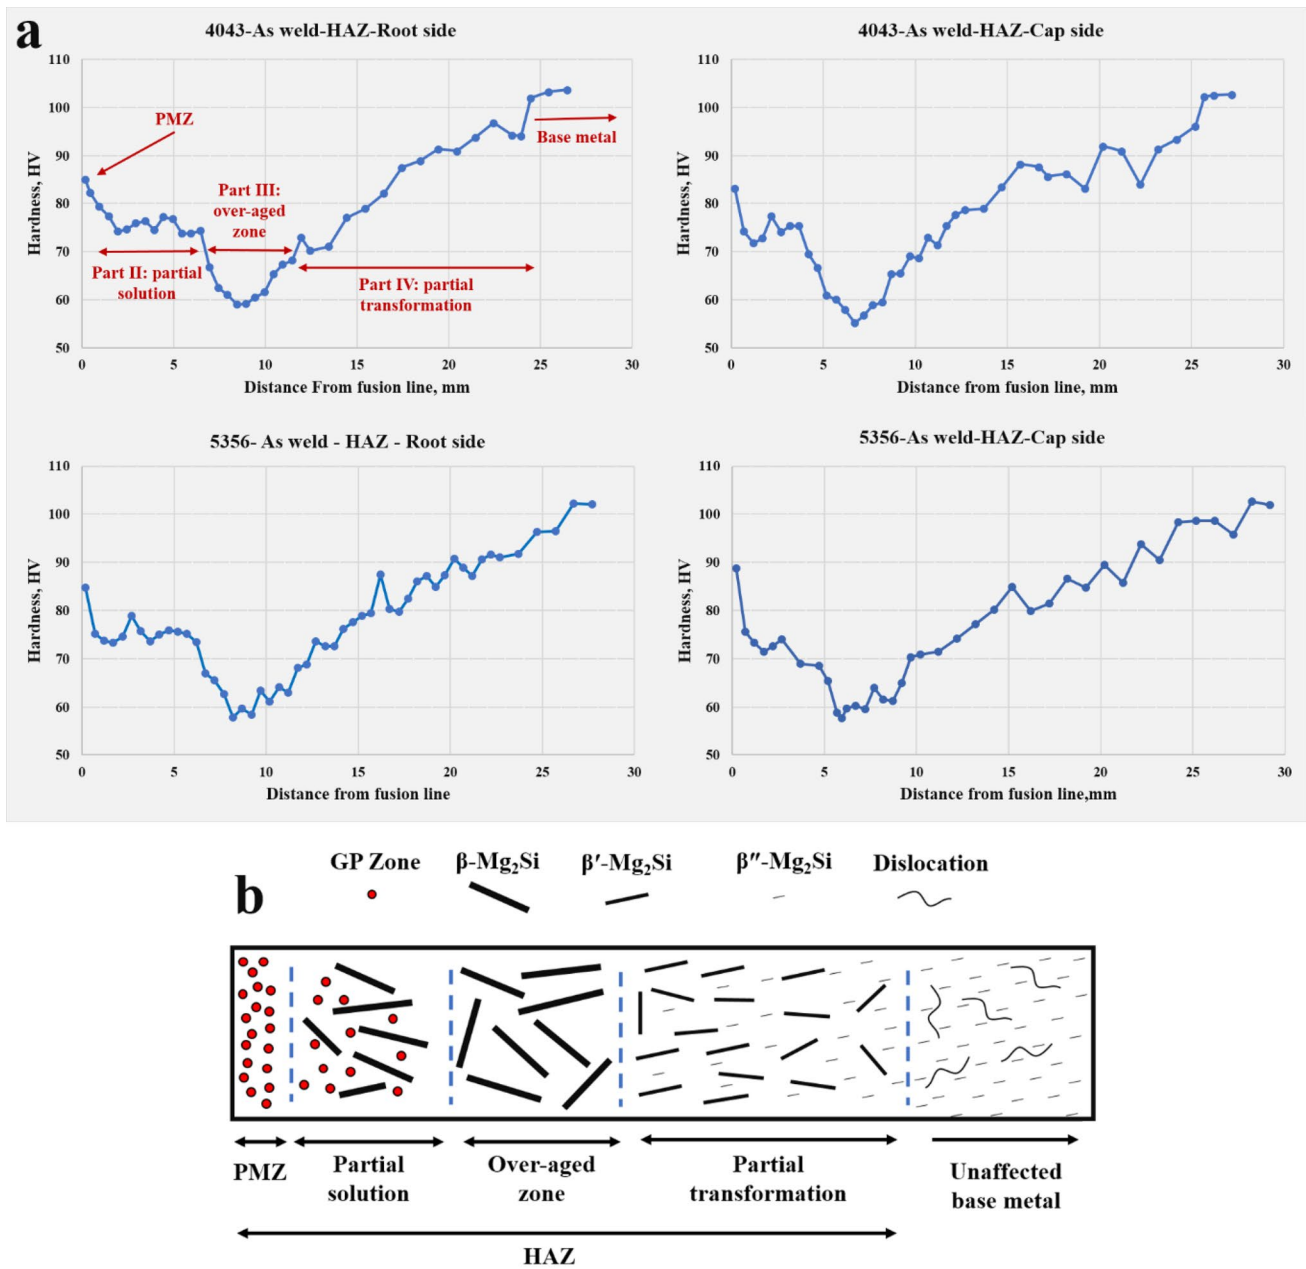 a
4043-As weld-HAZ-Root side
110
100
90
80
70
60
50
0
5
10
15
20
25
30
Hardness, HV
Distance From fusion line, mm
PMZ
Part II: partial
solution
Part III:
over-aged
zone
Part IV: partial
transformation
Base metal
4043-As weld-HAZ-Cap side
110
100
90
80
70
60
50
0
5
10
15
20
25
30
Hardness, HV
Distance from fusion line, mm
5356- As weld - HAZ - Root side
110
100
90
80
70
60
50
0
5
10
15
20
25
30
Hardness, HV
Distance from fusion line
5356-As weld-HAZ-Cap side
110
100
90
80
70
60
50
0
5
10
15
20
25
30
Hardness, HV
Distance from fusion line,mm
b
GP Zone
β-Mg₂Si
β′-Mg₂Si
β″-Mg₂Si
Dislocation
PMZ
Partial
solution
Over-aged
zone
Partial
transformation
Unaffected
base metal
HAZ